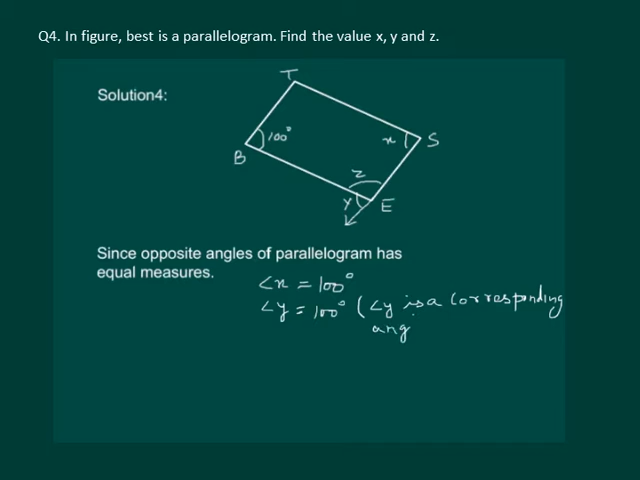 Q4. In figure, best is a parallelogram. Find the value x, y and z.
Solution4:
T
100°
x
S
B
z
y
E
Since opposite angles of parallelogram has
equal measures.
∠x = 100°
∠y = 100° (∠y is a corresponding
ang